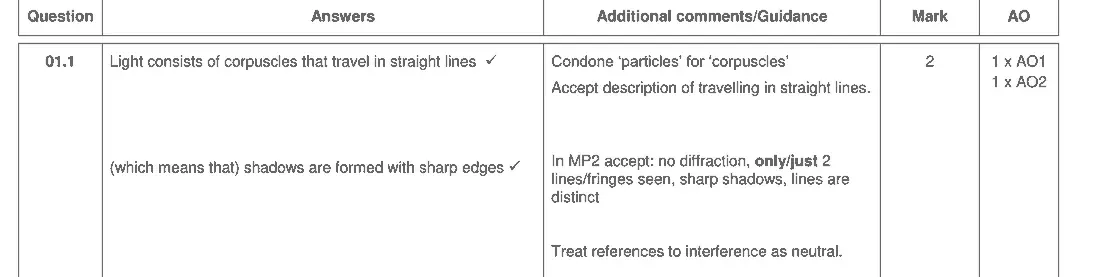 Question Answers Additional comments/Guidance Mark AO
01.1 Light consists of corpuscles that travel in straight lines ✓ Condone ‘particles’ for ‘corpuscles’ 2 1 x AO1
Accept description of travelling in straight lines. 1 x AO2
(which means that) shadows are formed with sharp edges ✓ In MP2 accept: no diffraction, only/just 2
lines/fringes seen, sharp shadows, lines are
distinct
Treat references to interference as neutral.